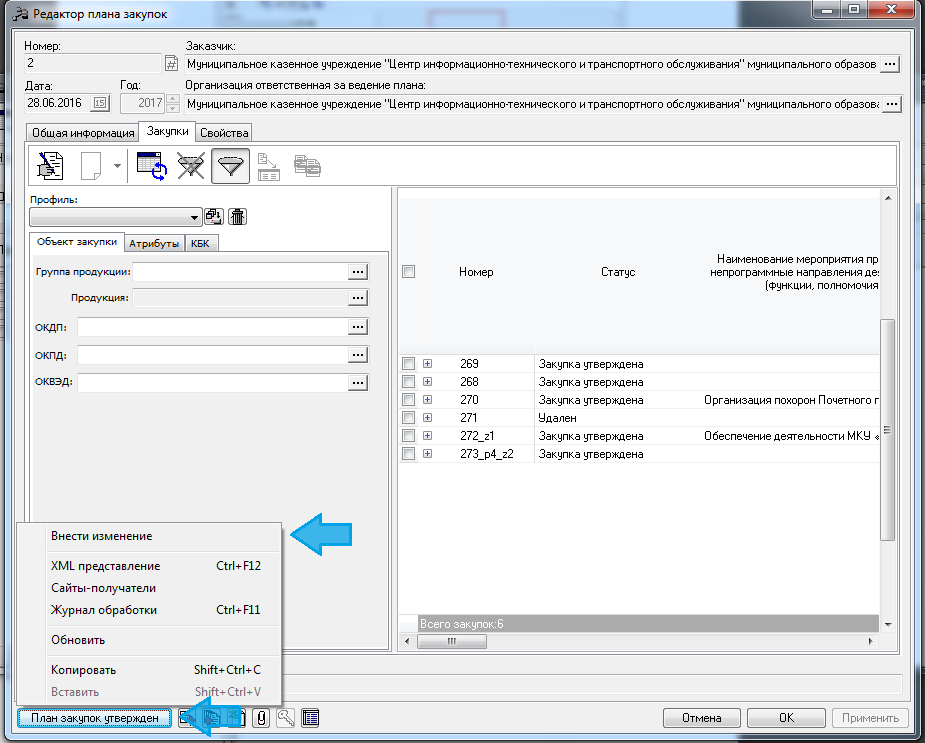 Редактор плана закупок
Номер:
Заказчик:
2
#
Муниципальное казенное учреждение "Центр информационно-технического и транспортного обслуживания" муниципального образов
...
Дата:
Год:
Организация ответственная за ведение плана:
28.06.2016
15
2017
Муниципальное казенное учреждение "Центр информационно-технического и транспортного обслуживания" муниципального образова
...
Общая информация
Закупки
Свойства
Профиль:
Объект закупки
Атрибуты
КБК
Группа продукции:
...
Продукция:
...
ОКДП:
...
ОКПД:
...
ОКВЭД:
...
Номер
Статус
Наименование мероприятия пр
непрограммные направления дея
(функции, полномочия
269 Закупка утверждена
268 Закупка утверждена
270 Закупка утверждена Организация похорон Почетного г
271 Удален
272_z1 Закупка утверждена Обеспечение деятельности МКУ «
273_p4_z2 Закупка утверждена
Всего закупок:6
Внести изменение
XML представление Ctrl+F12
Сайты-получатели
Журнал обработки Ctrl+F11
Обновить
Копировать Shift+Ctrl+C
Вставить Shift+Ctrl+V
План закупок утвержден
Отмена
OK
Применить